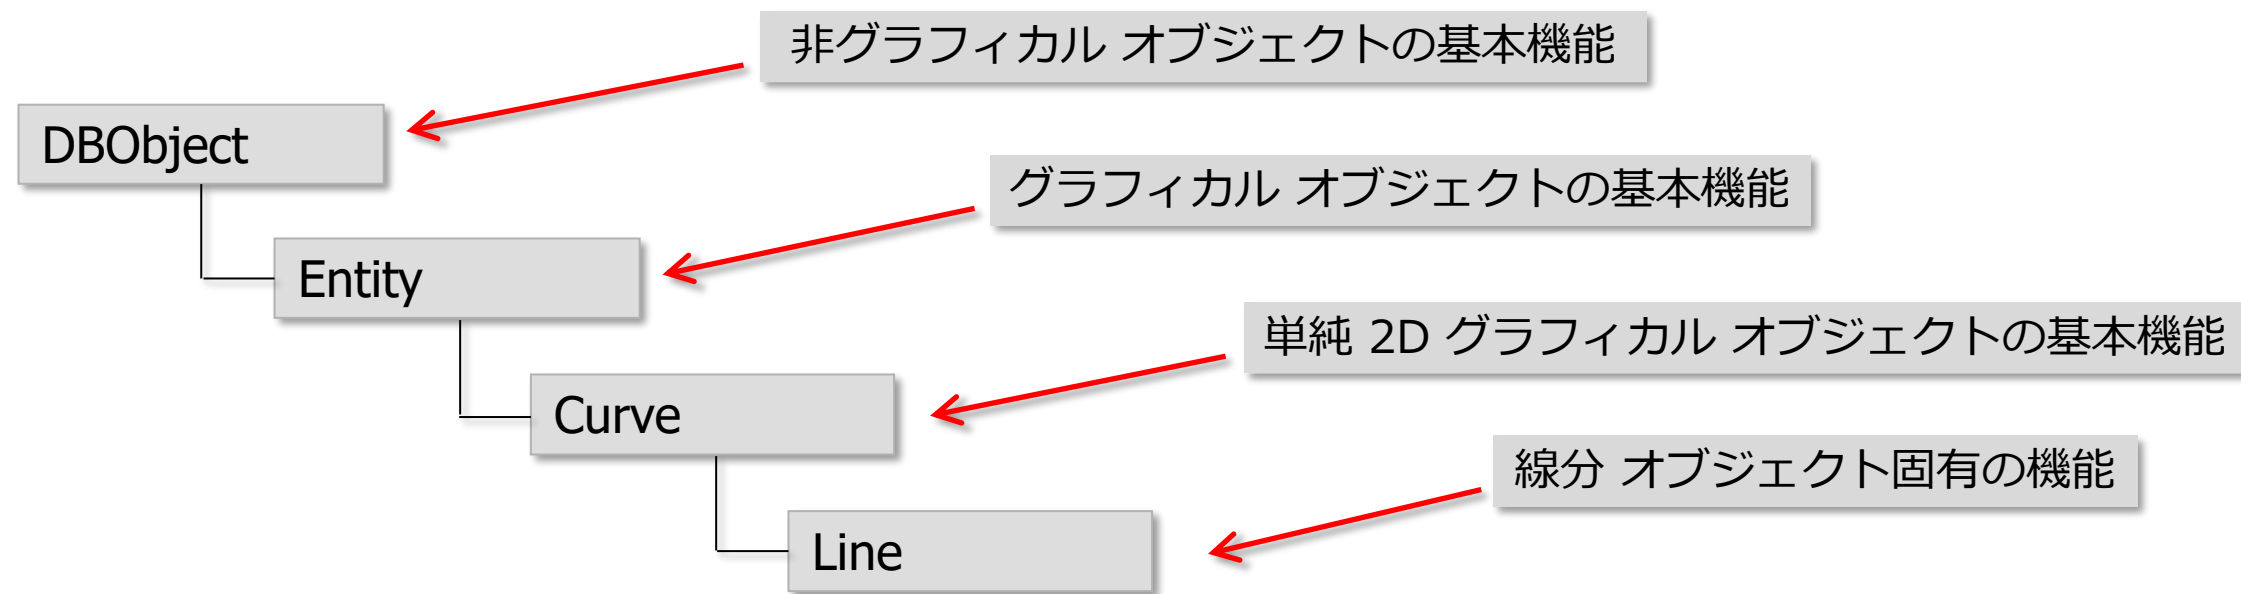 非グラフィカル オブジェクトの基本機能
DBObject
グラフィカル オブジェクトの基本機能
Entity
単純 2D グラフィカル オブジェクトの基本機能
Curve
線分 オブジェクト固有の機能
Line